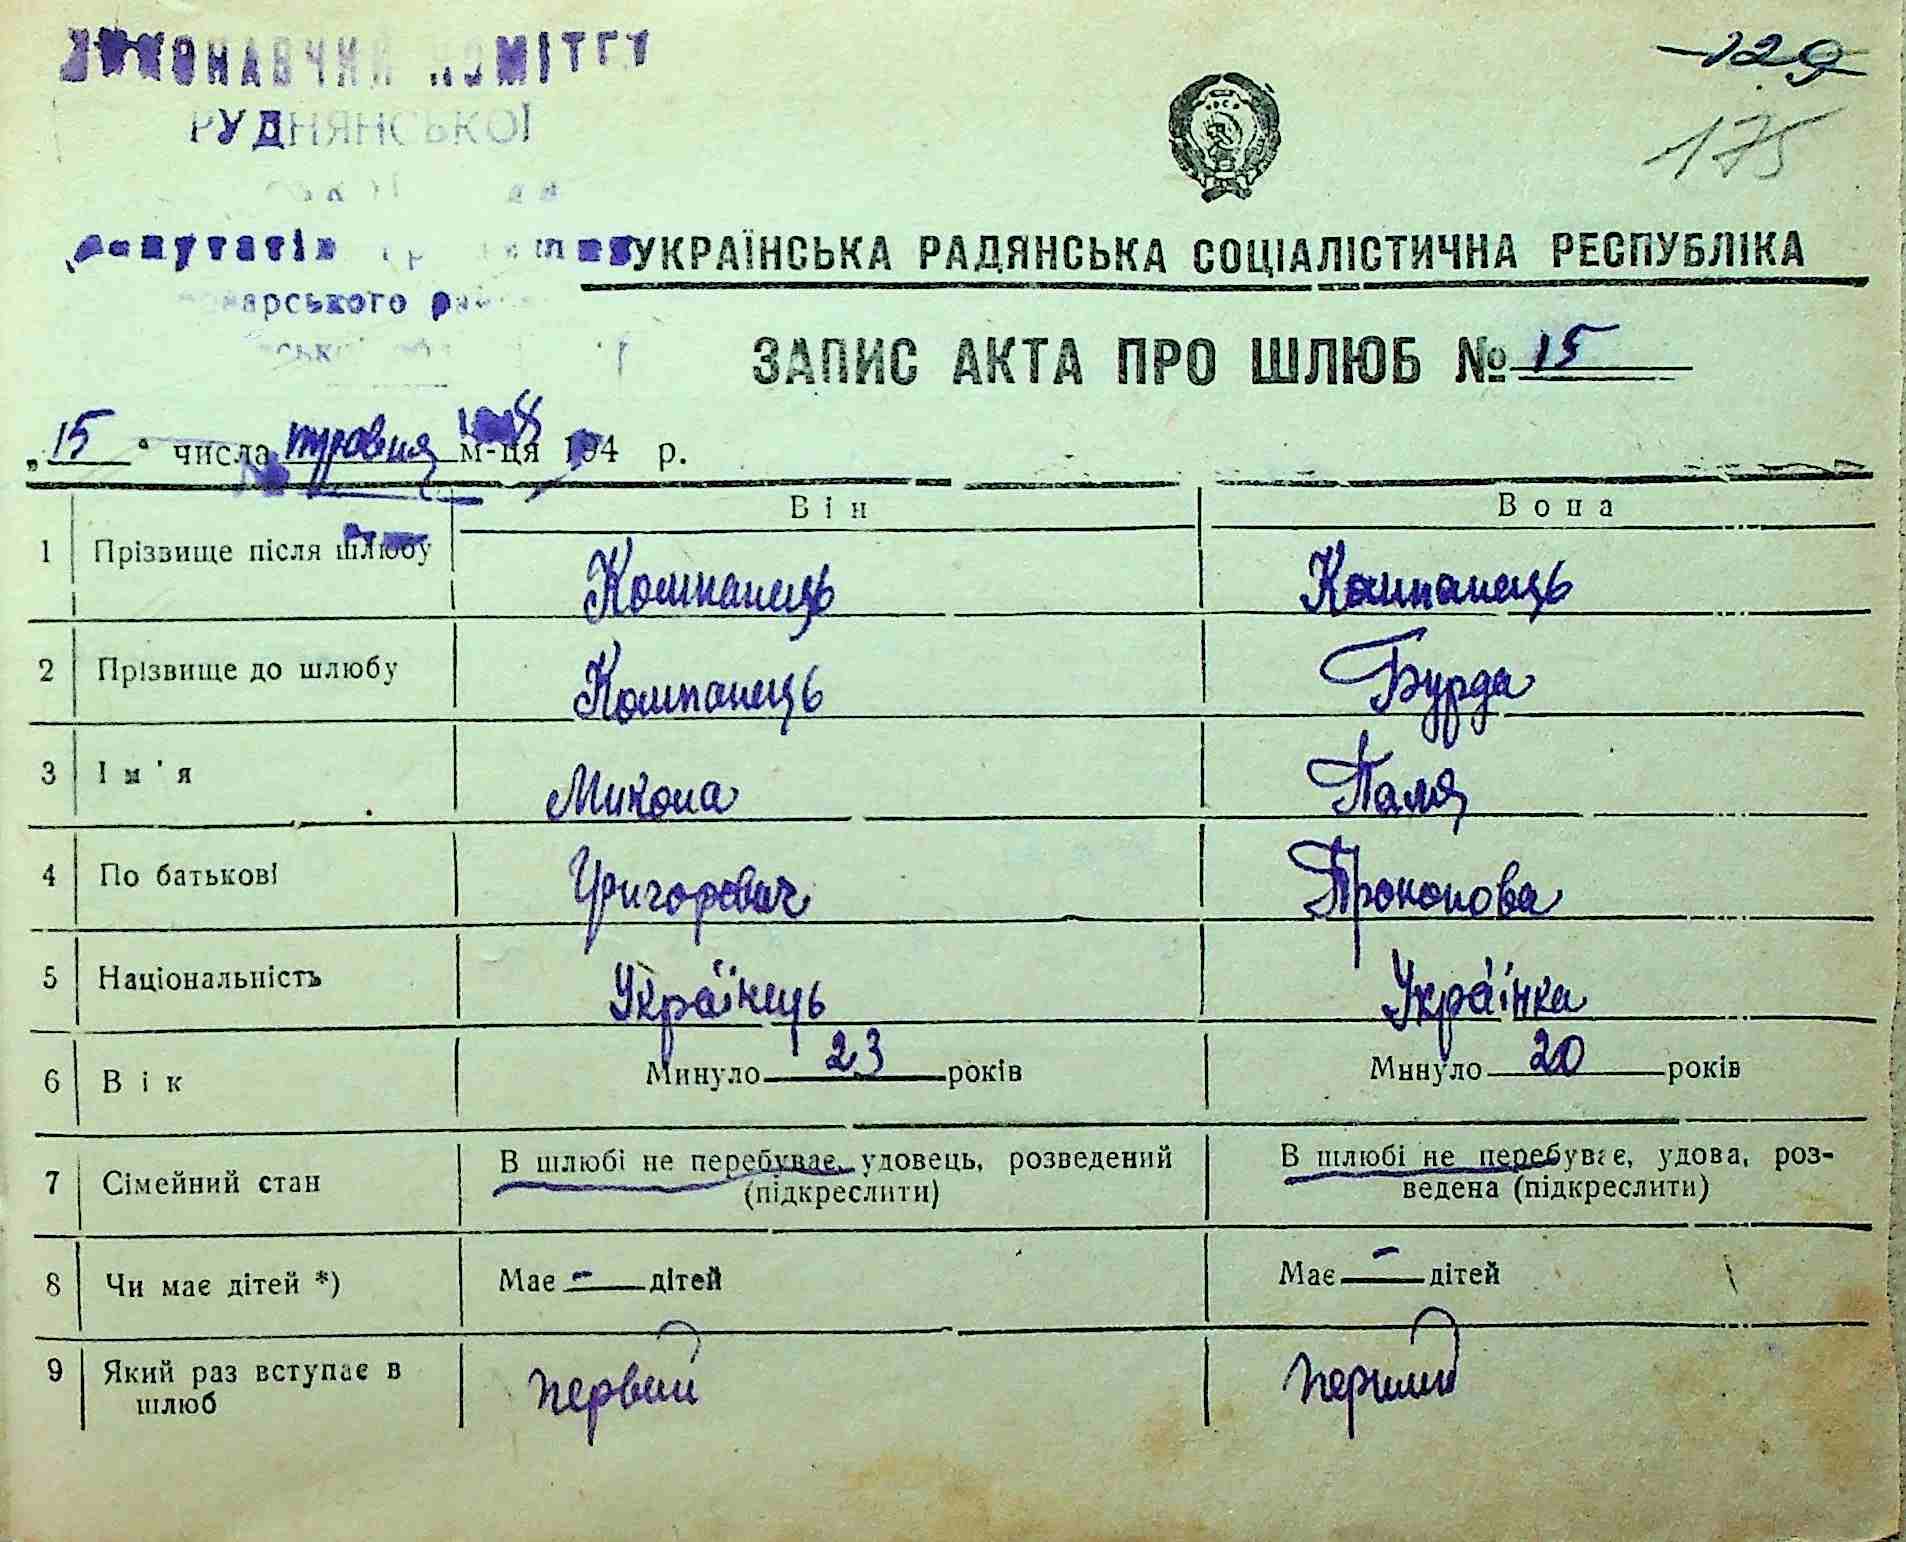 ВИКОНАВЧИЙ КОМІТЕТ
РУДНЯНСЬКОЇ
депутатів
129
175
УКРАЇНСЬКА РАДЯНСЬКА СОЦІАЛІСТИЧНА РЕСПУБЛІКА
ЗАПИС АКТА ПРО ШЛЮБ № 15
„15" числа травня м-ця 194 р.
Він Вона
1 Прізвище після шлюбу Компанець Компанець
2 Прізвище до шлюбу Компанець Бурда
3 Ім'я Микола Паля
4 По батькові Григорович Прокопова
5 Національність Українець Українка
6 Вік Минуло 23 років Минуло 20 років
7 Сімейний стан В шлюбі не перебуває, удовець, розведений В шлюбі не перебуває, удова, роз-
(підкреслити) ведена (підкреслити)
8 Чи має дітей *) Має - дітей Має - дітей
9 Який раз вступає в первий перший
шлюб